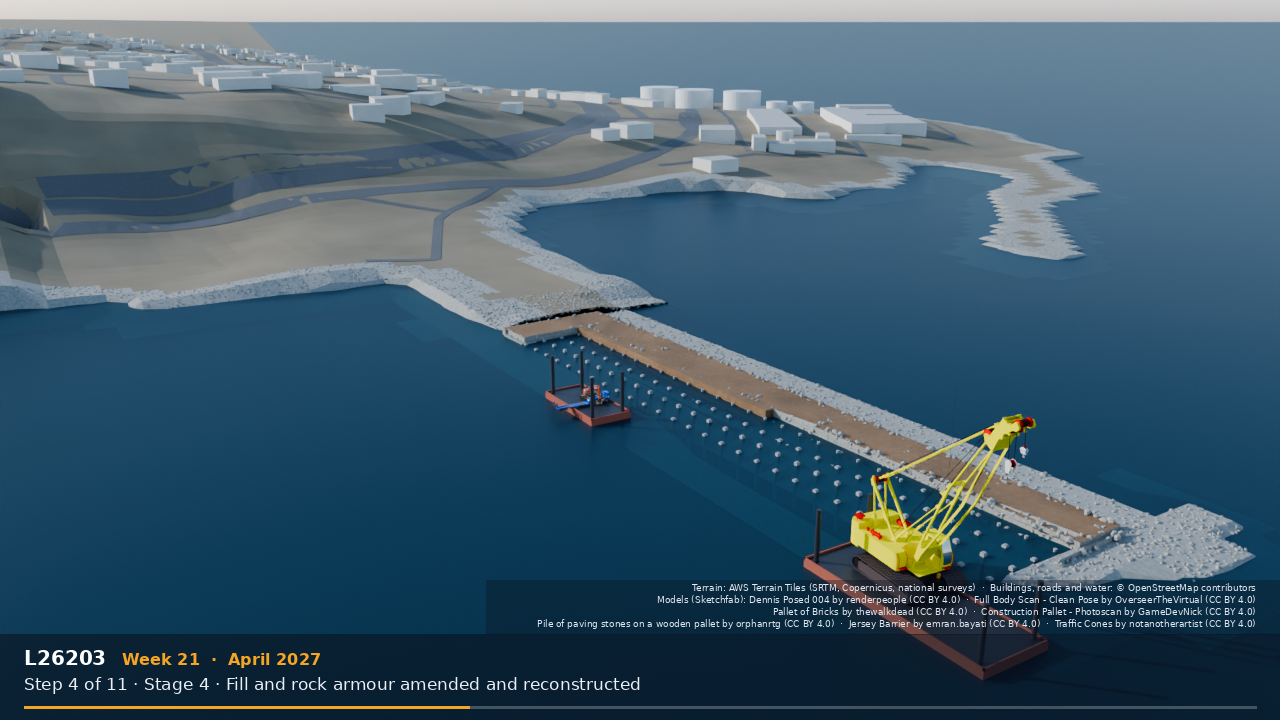 Terrain: AWS Terrain Tiles (SRTM, Copernicus, national surveys)  ·  Buildings, roads and water: © OpenStreetMap contributors
Models (Sketchfab): Dennis Posed 004 by renderpeople (CC BY 4.0)  ·  Full Body Scan - Clean Pose by OverseerTheVirtual (CC BY 4.0)
Pallet of Bricks by thewalkdead (CC BY 4.0)  ·  Construction Pallet - Photoscan by GameDevNick (CC BY 4.0)
Pile of paving stones on a wooden pallet by orphanrtg (CC BY 4.0)  ·  Jersey Barrier by emran.bayati (CC BY 4.0)  ·  Traffic Cones by notanotherartist (CC BY 4.0)
L26203 Week 21 · April 2027
Step 4 of 11 · Stage 4 · Fill and rock armour amended and reconstructed